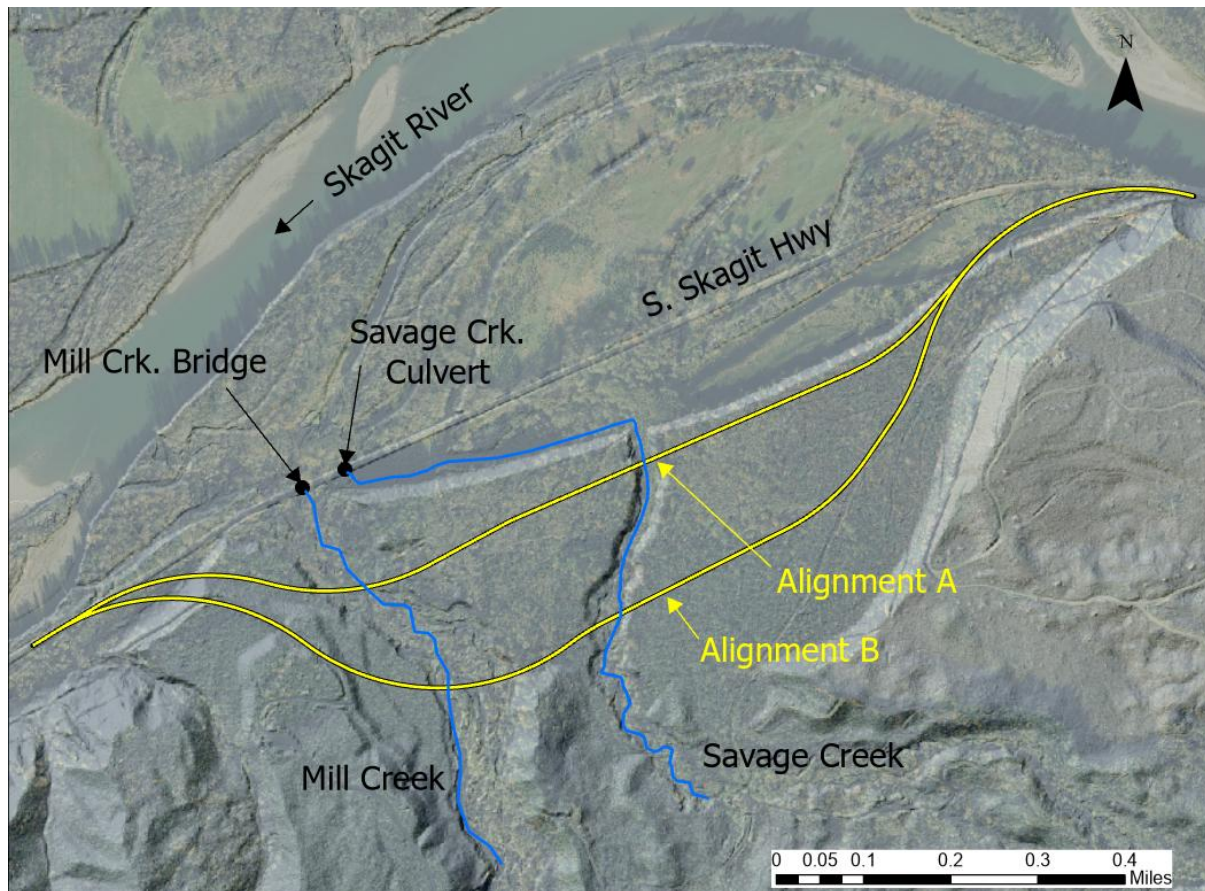 N
Skagit River
S. Skagit Hwy
Savage Crk.
Culvert
Mill Crk. Bridge
Alignment A
Alignment B
Savage Creek
Mill Creek
0 0.05 0.1 0.2 0.3 0.4
Miles